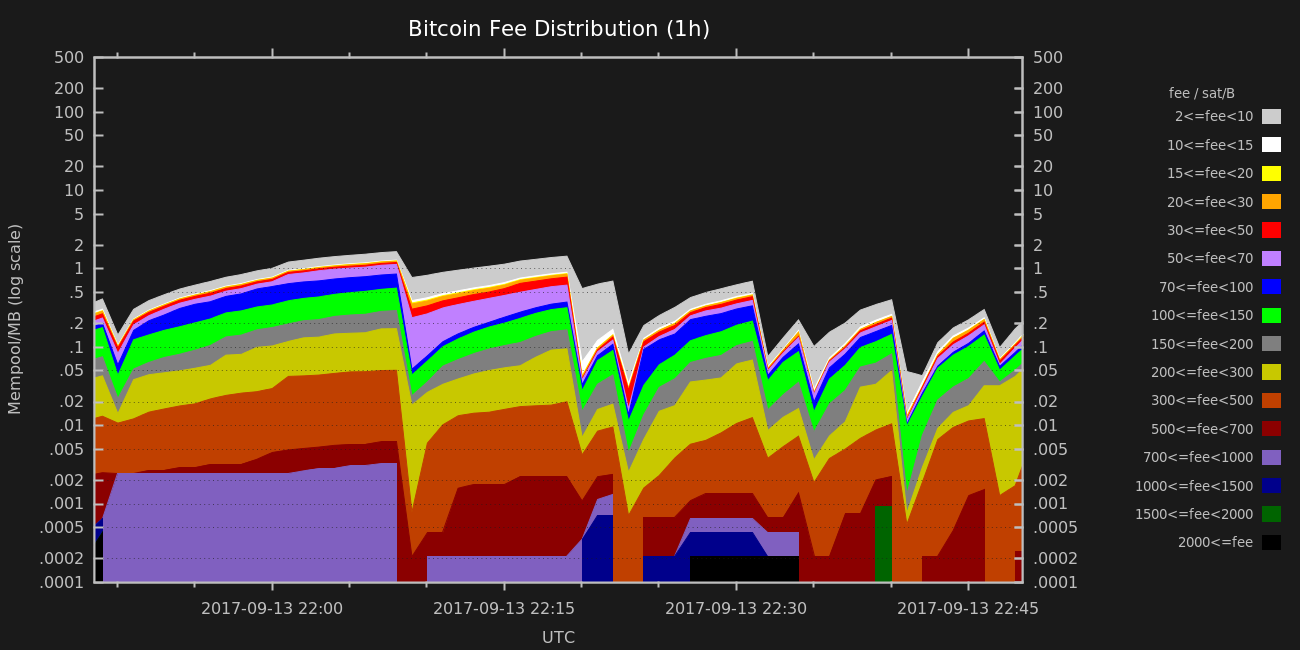 Bitcoin Fee Distribution (1h)
500
200
100
50
20
10
5
2
1
.5
.2
.1
.05
.02
.01
.005
.002
.001
.0005
.0002
.0001
Mempool/MB (log scale)
500
200
100
50
20
10
5
2
1
.5
.2
.1
.05
.02
.01
.005
.002
.001
.0005
.0002
.0001
2017-09-13 22:00
2017-09-13 22:15
2017-09-13 22:30
2017-09-13 22:45
UTC
fee / sat/B
2<=fee<10
10<=fee<15
15<=fee<20
20<=fee<30
30<=fee<50
50<=fee<70
70<=fee<100
100<=fee<150
150<=fee<200
200<=fee<300
300<=fee<500
500<=fee<700
700<=fee<1000
1000<=fee<1500
1500<=fee<2000
2000<=fee